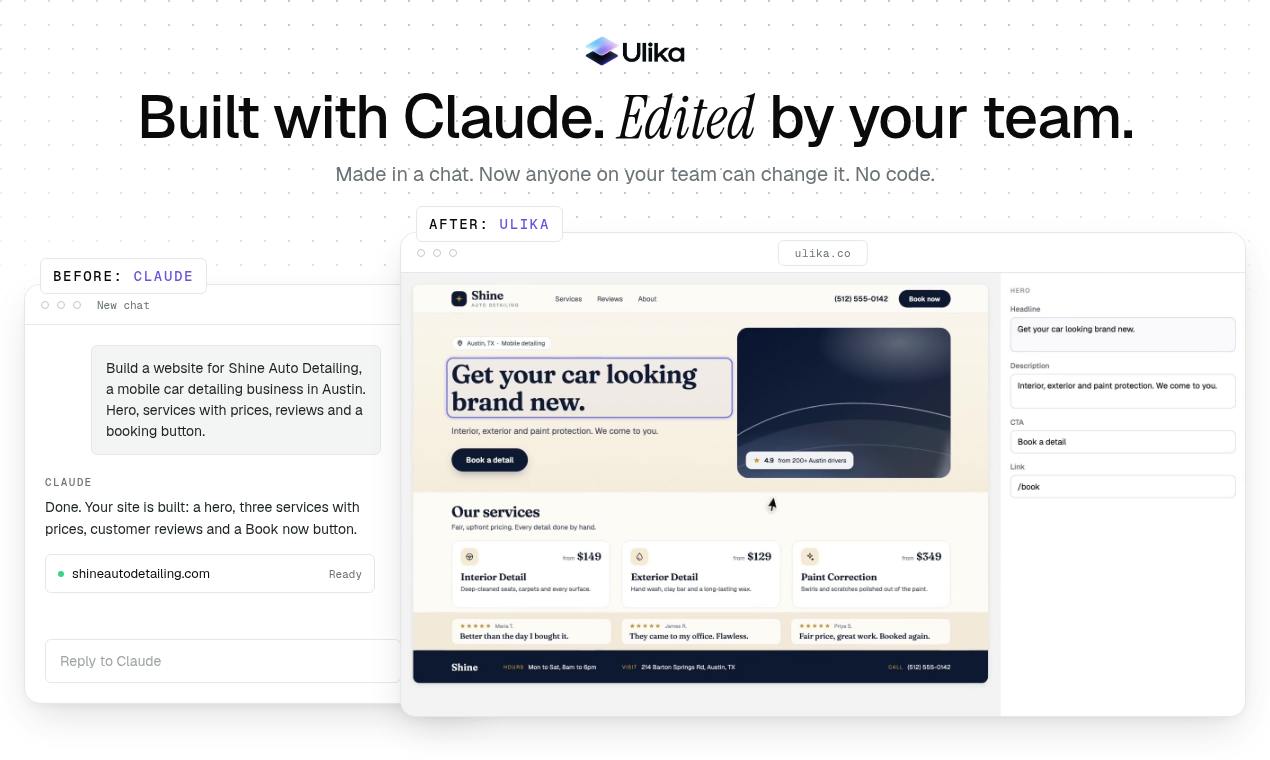 Ulika
Built with Claude. Edited by your team.
Made in a chat. Now anyone on your team can change it. No code.
BEFORE: CLAUDE
New chat
Build a website for Shine Auto Detailing,
a mobile car detailing business in Austin.
Hero, services with prices, reviews and a
booking button.
CLAUDE
Done. Your site is built: a hero, three services with
prices, customer reviews and a Book now button.
shineautodetailing.com Ready
Reply to Claude
AFTER: ULIKA
ulika.co
Shine
AUTO DETAILING
Services Reviews About (512) 555-0142 Book now
Austin, TX · Mobile detailing
Get your car looking
brand new.
Interior, exterior and paint protection. We come to you.
Book a detail
★ 4.9 from 200+ Austin drivers
Our services
Fair, upfront pricing. Every detail done by hand.
from $149
Interior Detail
Deep-cleaned seats, carpets and every surface.
from $129
Exterior Detail
Hand wash, clay bar and a long-lasting wax.
from $349
Paint Correction
Swirls and scratches polished out of the paint.
★★★★★ Maria T.
Better than the day I bought it.
★★★★★ James R.
They came to my office. Flawless.
★★★★★ Priya S.
Fair price, great work. Booked again.
Shine HOURS Mon to Sat, 8am to 6pm VISIT 214 Barton Springs Rd, Austin, TX CALL (512) 555-0142
HERO
Headline
Get your car looking brand new.
Description
Interior, exterior and paint protection. We come to you.
CTA
Book a detail
Link
/book